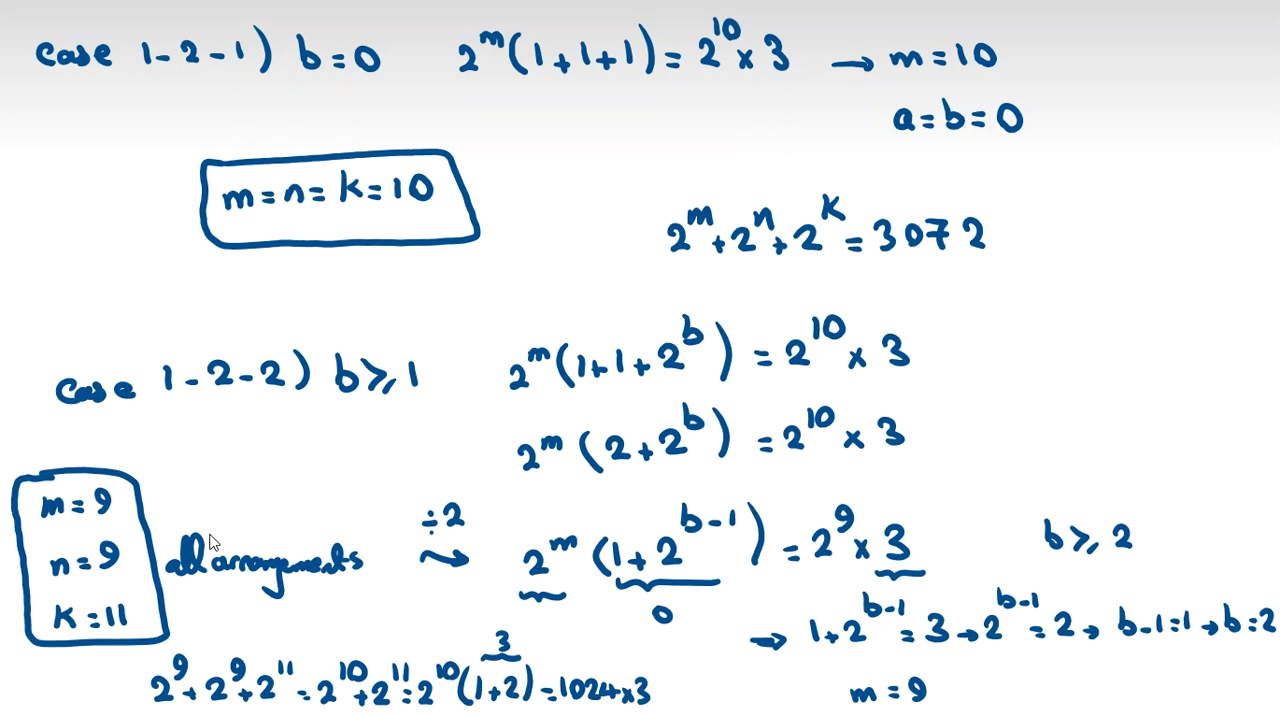 case 1-2-1) b=0 2^m(1+1+1)=2^10×3 → m=10
a=b=0
m=n=k=10
2^m+2^n+2^k=3072
case 1-2-2) b⩾1 2^m(1+1+2^b)=2^10×3
2^m(2+2^b)=2^10×3
÷2
⇝ 2^m(1+2^(b-1))=2^9×3 b⩾2
0
m=9
n=9
k=11
all arrangements
→ 1+2^(b-1)=3→2^(b-1)=2→ b-1=1→b=2
m=9
3
2^9+2^9+2^11=2^10+2^11=2^10(1+2)=1024×3